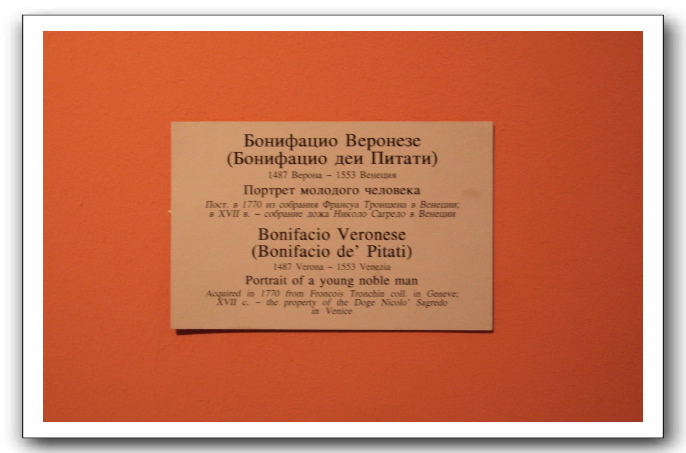 Бонифацио Веронезе
(Бонифацио деи Питати)
1487 Верона – 1553 Венеция
Портрет молодого человека
Пост. в 1770 из собрания Франсуа Троншена в Венеции;
в XVII в. – собрание дожа Николо Сагредо в Венеции
Bonifacio Veronese
(Bonifacio de' Pitati)
1487 Verona – 1553 Venezia
Portrait of a young noble man
Acquired in 1770 from Froncois Tronchin coll. in Geneve;
XVII c. – the property of the Doge Nicolo' Sagredo
in Venice